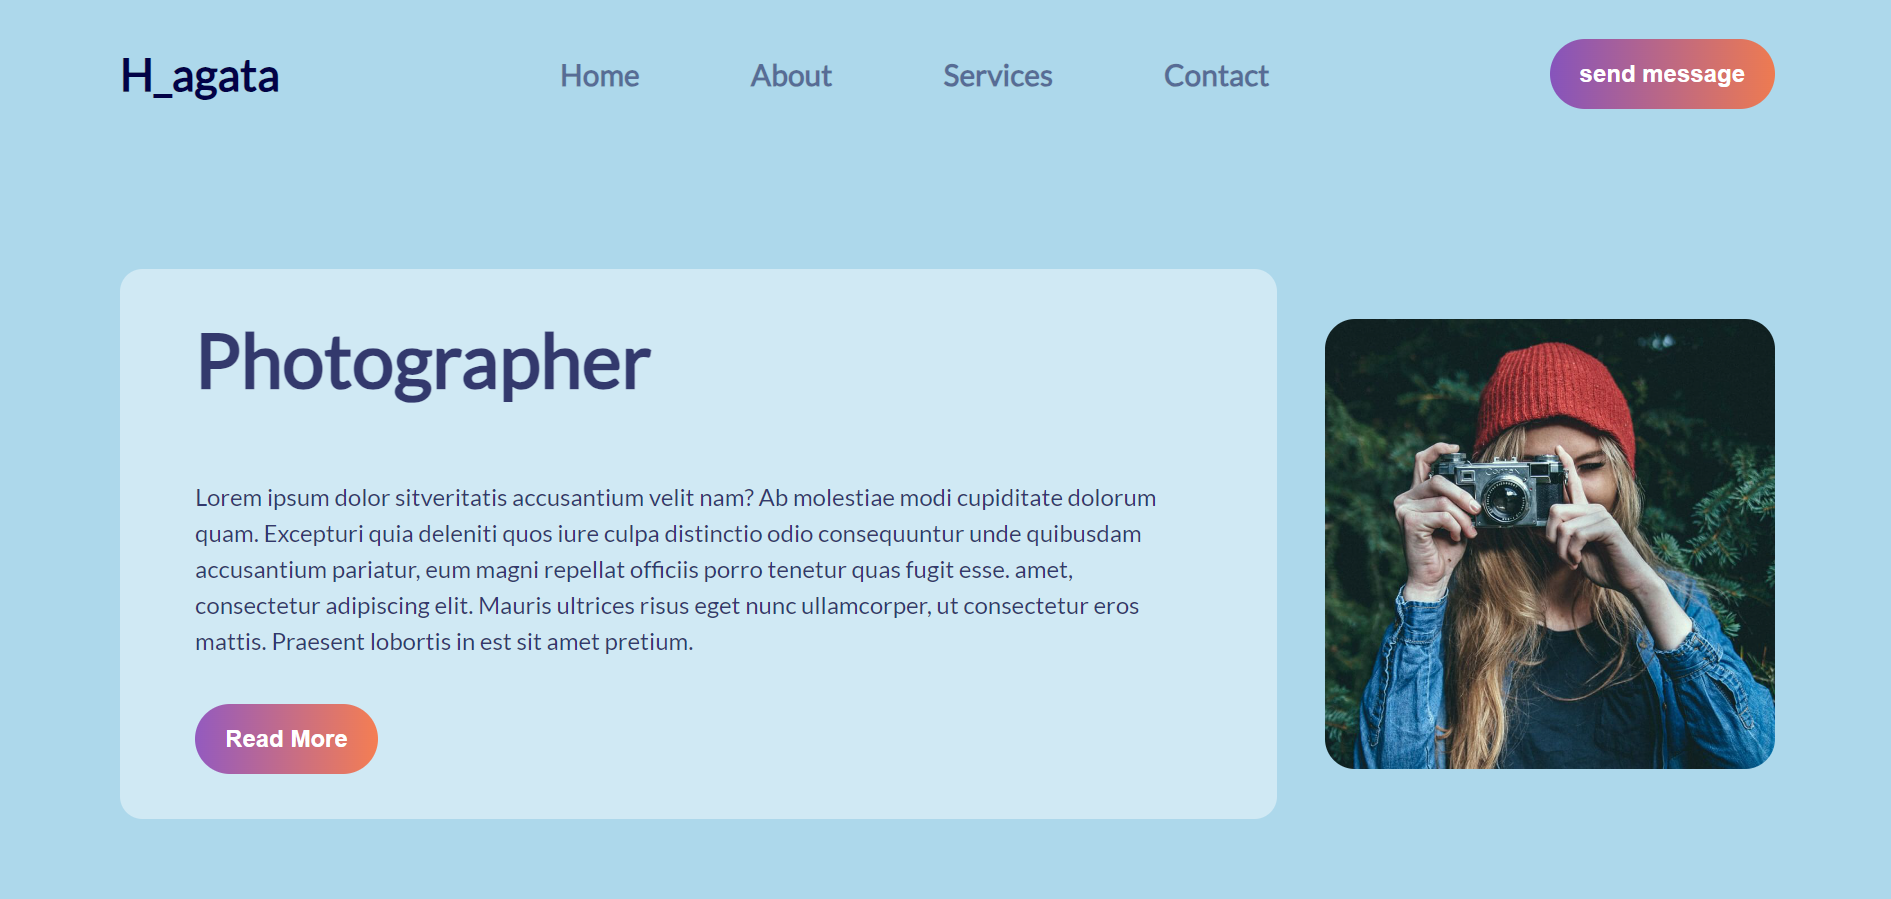 H_agata
Home
About
Services
Contact
send message
Photographer
Lorem ipsum dolor sitveritatis accusantium velit nam? Ab molestiae modi cupiditate dolorum
quam. Excepturi quia deleniti quos iure culpa distinctio odio consequuntur unde quibusdam
accusantium pariatur, eum magni repellat officiis porro tenetur quas fugit esse. amet,
consectetur adipiscing elit. Mauris ultrices risus eget nunc ullamcorper, ut consectetur eros
mattis. Praesent lobortis in est sit amet pretium.
Read More